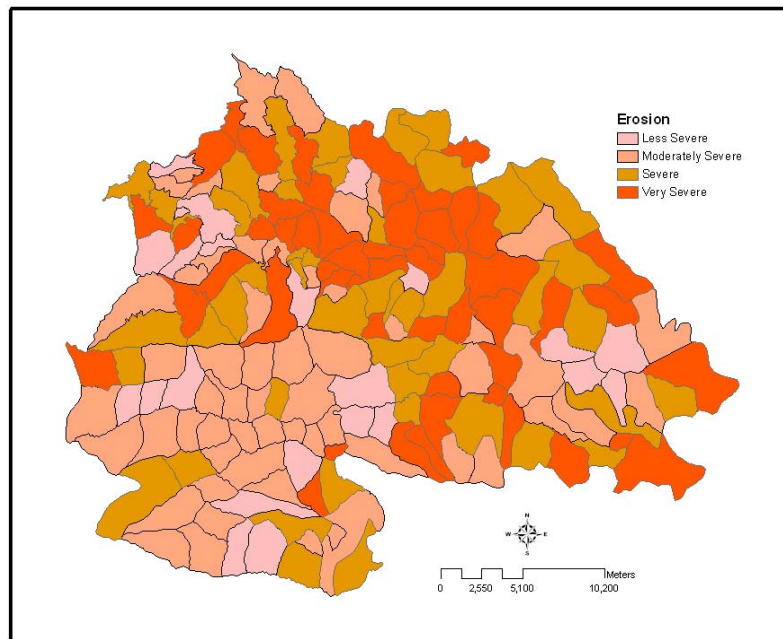 Erosion
Less Severe
Moderately Severe
Severe
Very Severe
N
W E
S
Meters
0 2,550 5,100 10,200